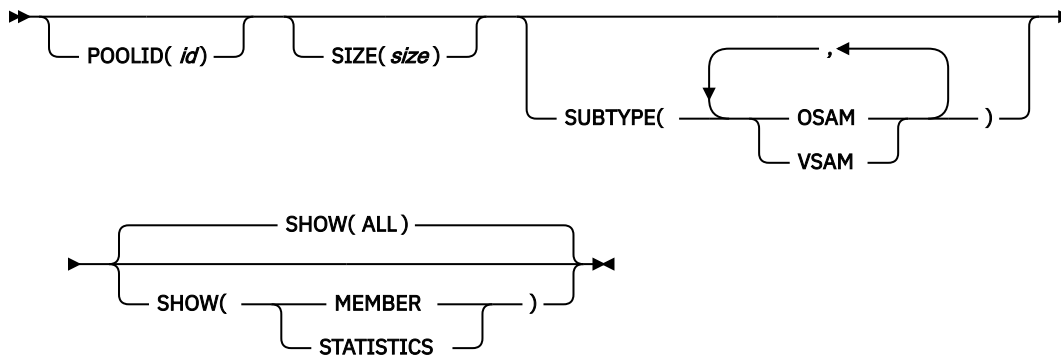 POOLID( id ) SIZE( size )
,
SUBTYPE( OSAM )
VSAM
SHOW( ALL )
SHOW( MEMBER )
STATISTICS